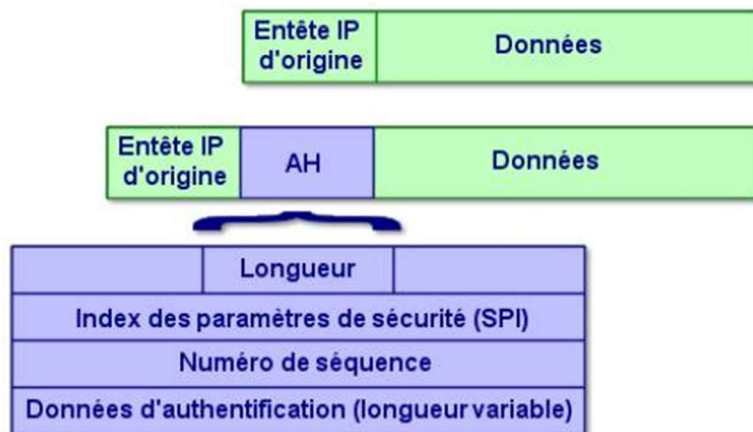 Entête IP
d'origine
Données
Entête IP
d'origine
AH
Données
Longueur
Index des paramètres de sécurité (SPI)
Numéro de séquence
Données d'authentification (longueur variable)